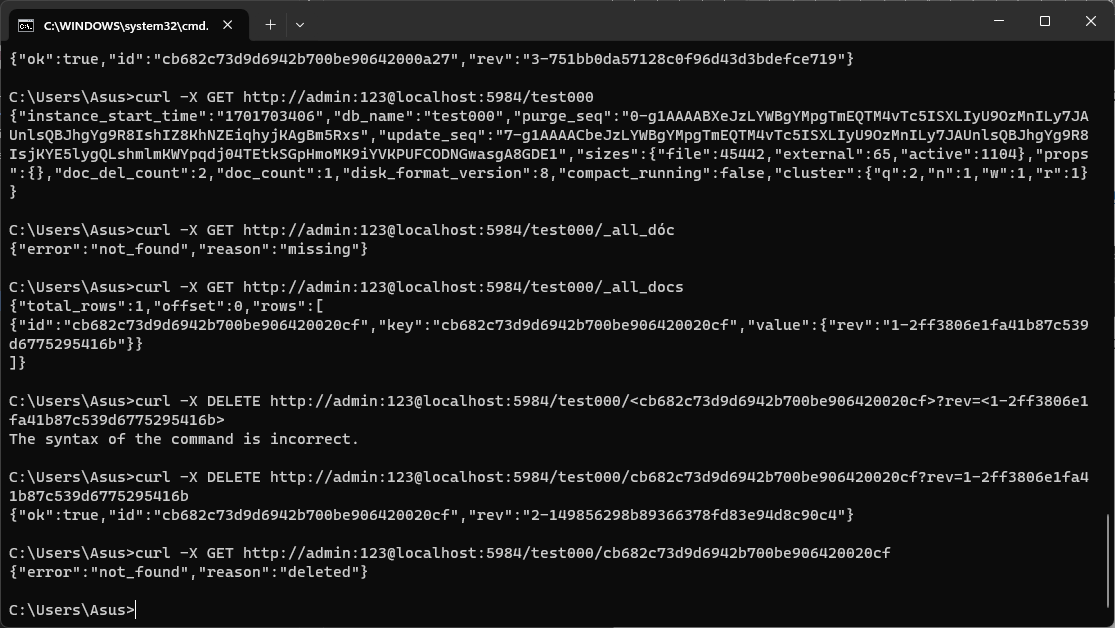 C:\WINDOWS\system32\cmd.
{"ok":true,"id":"cb682c73d9d6942b700be90642000a27","rev":"3-751bb0da57128c0f96d43d3bdefce719"}
C:\Users\Asus>curl -X GET http://admin:123@localhost:5984/test000
{"instance_start_time":"1701703406","db_name":"test000","purge_seq":"0-g1AAAABXeJzLYWBgYMpgTmEQTM4vTc5ISXLIyU9OzMnILy7JA
UnlsQBJhgYg9R8IshIZ8KhNZEiqhyjKAgBm5Rxs","update_seq":"7-g1AAAACbeJzLYWBgYMpgTmEQTM4vTc5ISXLIyU9OzMnILy7JAUnlsQBJhgYg9R8
IsjKYE5lygQLshmlmKWYpqdj04TEtkSGpHmoMK9iYVKPUFCODNGwasgA8GDE1","sizes":{"file":45442,"external":65,"active":1104},"props
":{},"doc_del_count":2,"doc_count":1,"disk_format_version":8,"compact_running":false,"cluster":{"q":2,"n":1,"w":1,"r":1}
}
C:\Users\Asus>curl -X GET http://admin:123@localhost:5984/test000/_all_dóc
{"error":"not_found","reason":"missing"}
C:\Users\Asus>curl -X GET http://admin:123@localhost:5984/test000/_all_docs
{"total_rows":1,"offset":0,"rows":[
{"id":"cb682c73d9d6942b700be906420020cf","key":"cb682c73d9d6942b700be906420020cf","value":{"rev":"1-2ff3806e1fa41b87c539
d6775295416b"}}
]}
C:\Users\Asus>curl -X DELETE http://admin:123@localhost:5984/test000/<cb682c73d9d6942b700be906420020cf>?rev=<1-2ff3806e1
fa41b87c539d6775295416b>
The syntax of the command is incorrect.
C:\Users\Asus>curl -X DELETE http://admin:123@localhost:5984/test000/cb682c73d9d6942b700be906420020cf?rev=1-2ff3806e1fa4
1b87c539d6775295416b
{"ok":true,"id":"cb682c73d9d6942b700be906420020cf","rev":"2-149856298b89366378fd83e94d8c90c4"}
C:\Users\Asus>curl -X GET http://admin:123@localhost:5984/test000/cb682c73d9d6942b700be906420020cf
{"error":"not_found","reason":"deleted"}
C:\Users\Asus>